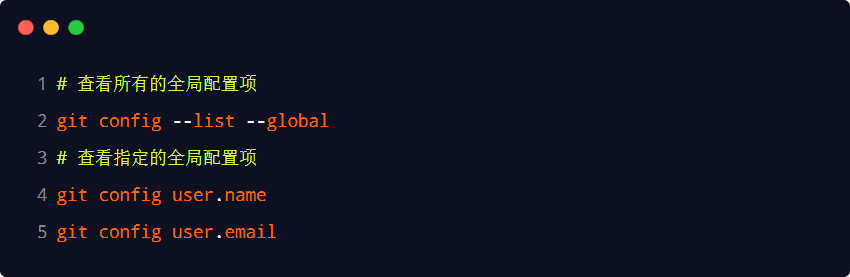 1 # 查看所有的全局配置项
2 git config --list --global
3 # 查看指定的全局配置项
4 git config user.name
5 git config user.email